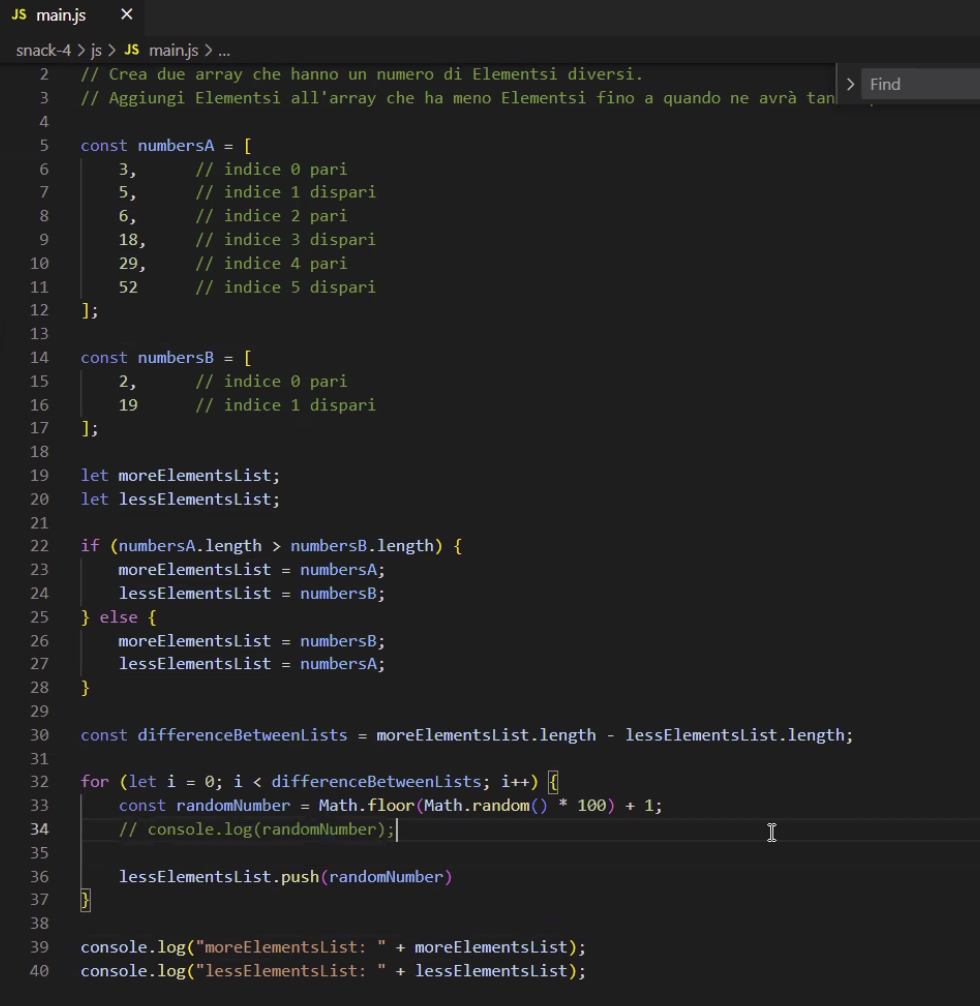 JS main.js ×
snack-4 > js > JS main.js > ...
2 // Crea due array che hanno un numero di Elementsi diversi.
3 // Aggiungi Elementsi all'array che ha meno Elementsi fino a quando ne avrà
> Find
4
5 const numbersA = [
6     3,      // indice 0 pari
7     5,      // indice 1 dispari
8     6,      // indice 2 pari
9     18,     // indice 3 dispari
10     29,     // indice 4 pari
11     52      // indice 5 dispari
12 ];
13
14 const numbersB = [
15     2,      // indice 0 pari
16     19      // indice 1 dispari
17 ];
18
19 let moreElementsList;
20 let lessElementsList;
21
22 if (numbersA.length > numbersB.length) {
23     moreElementsList = numbersA;
24     lessElementsList = numbersB;
25 } else {
26     moreElementsList = numbersB;
27     lessElementsList = numbersA;
28 }
29
30 const differenceBetweenLists = moreElementsList.length - lessElementsList.length;
31
32 for (let i = 0; i < differenceBetweenLists; i++) {
33     const randomNumber = Math.floor(Math.random() * 100) + 1;
34     // console.log(randomNumber);
35
36     lessElementsList.push(randomNumber)
37 }
38
39 console.log("moreElementsList: " + moreElementsList);
40 console.log("lessElementsList: " + lessElementsList);